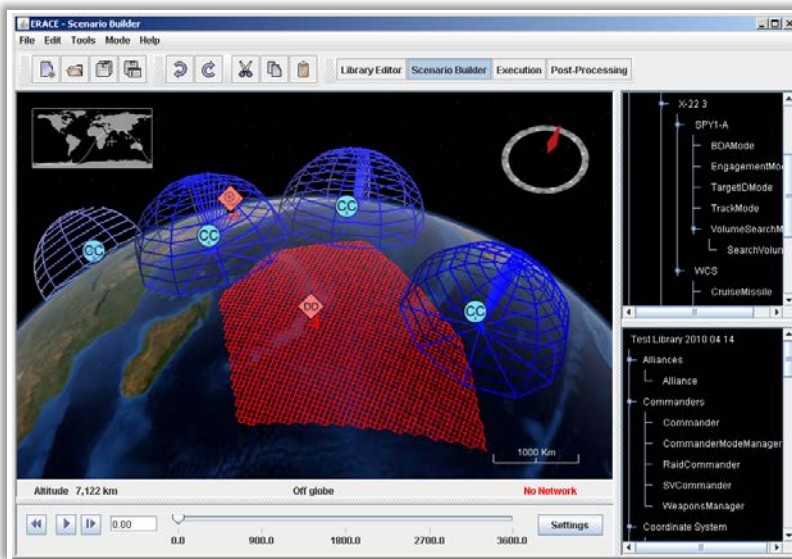 ERACE - Scenario Builder
File Edit Tools Mode Help
Library Editor Scenario Builder Execution Post-Processing
X-22 3
SPY1-A
BDAMode
EngagementMo
TargetIDMode
TrackMode
VolumeSearchM
SearchVolun
WCS
CruiseMissile
CC
CC
CC
DD
CC
1000 Km
Altitude 7,122 km Off globe No Network
0.00
0.0 900.0 1800.0 2700.0 3600.0
Settings
Test Library 2010 04 14
Alliances
Alliance
Commanders
Commander
CommanderModeManager
RaidCommander
SVCommander
WeaponsManager
Coordinate System